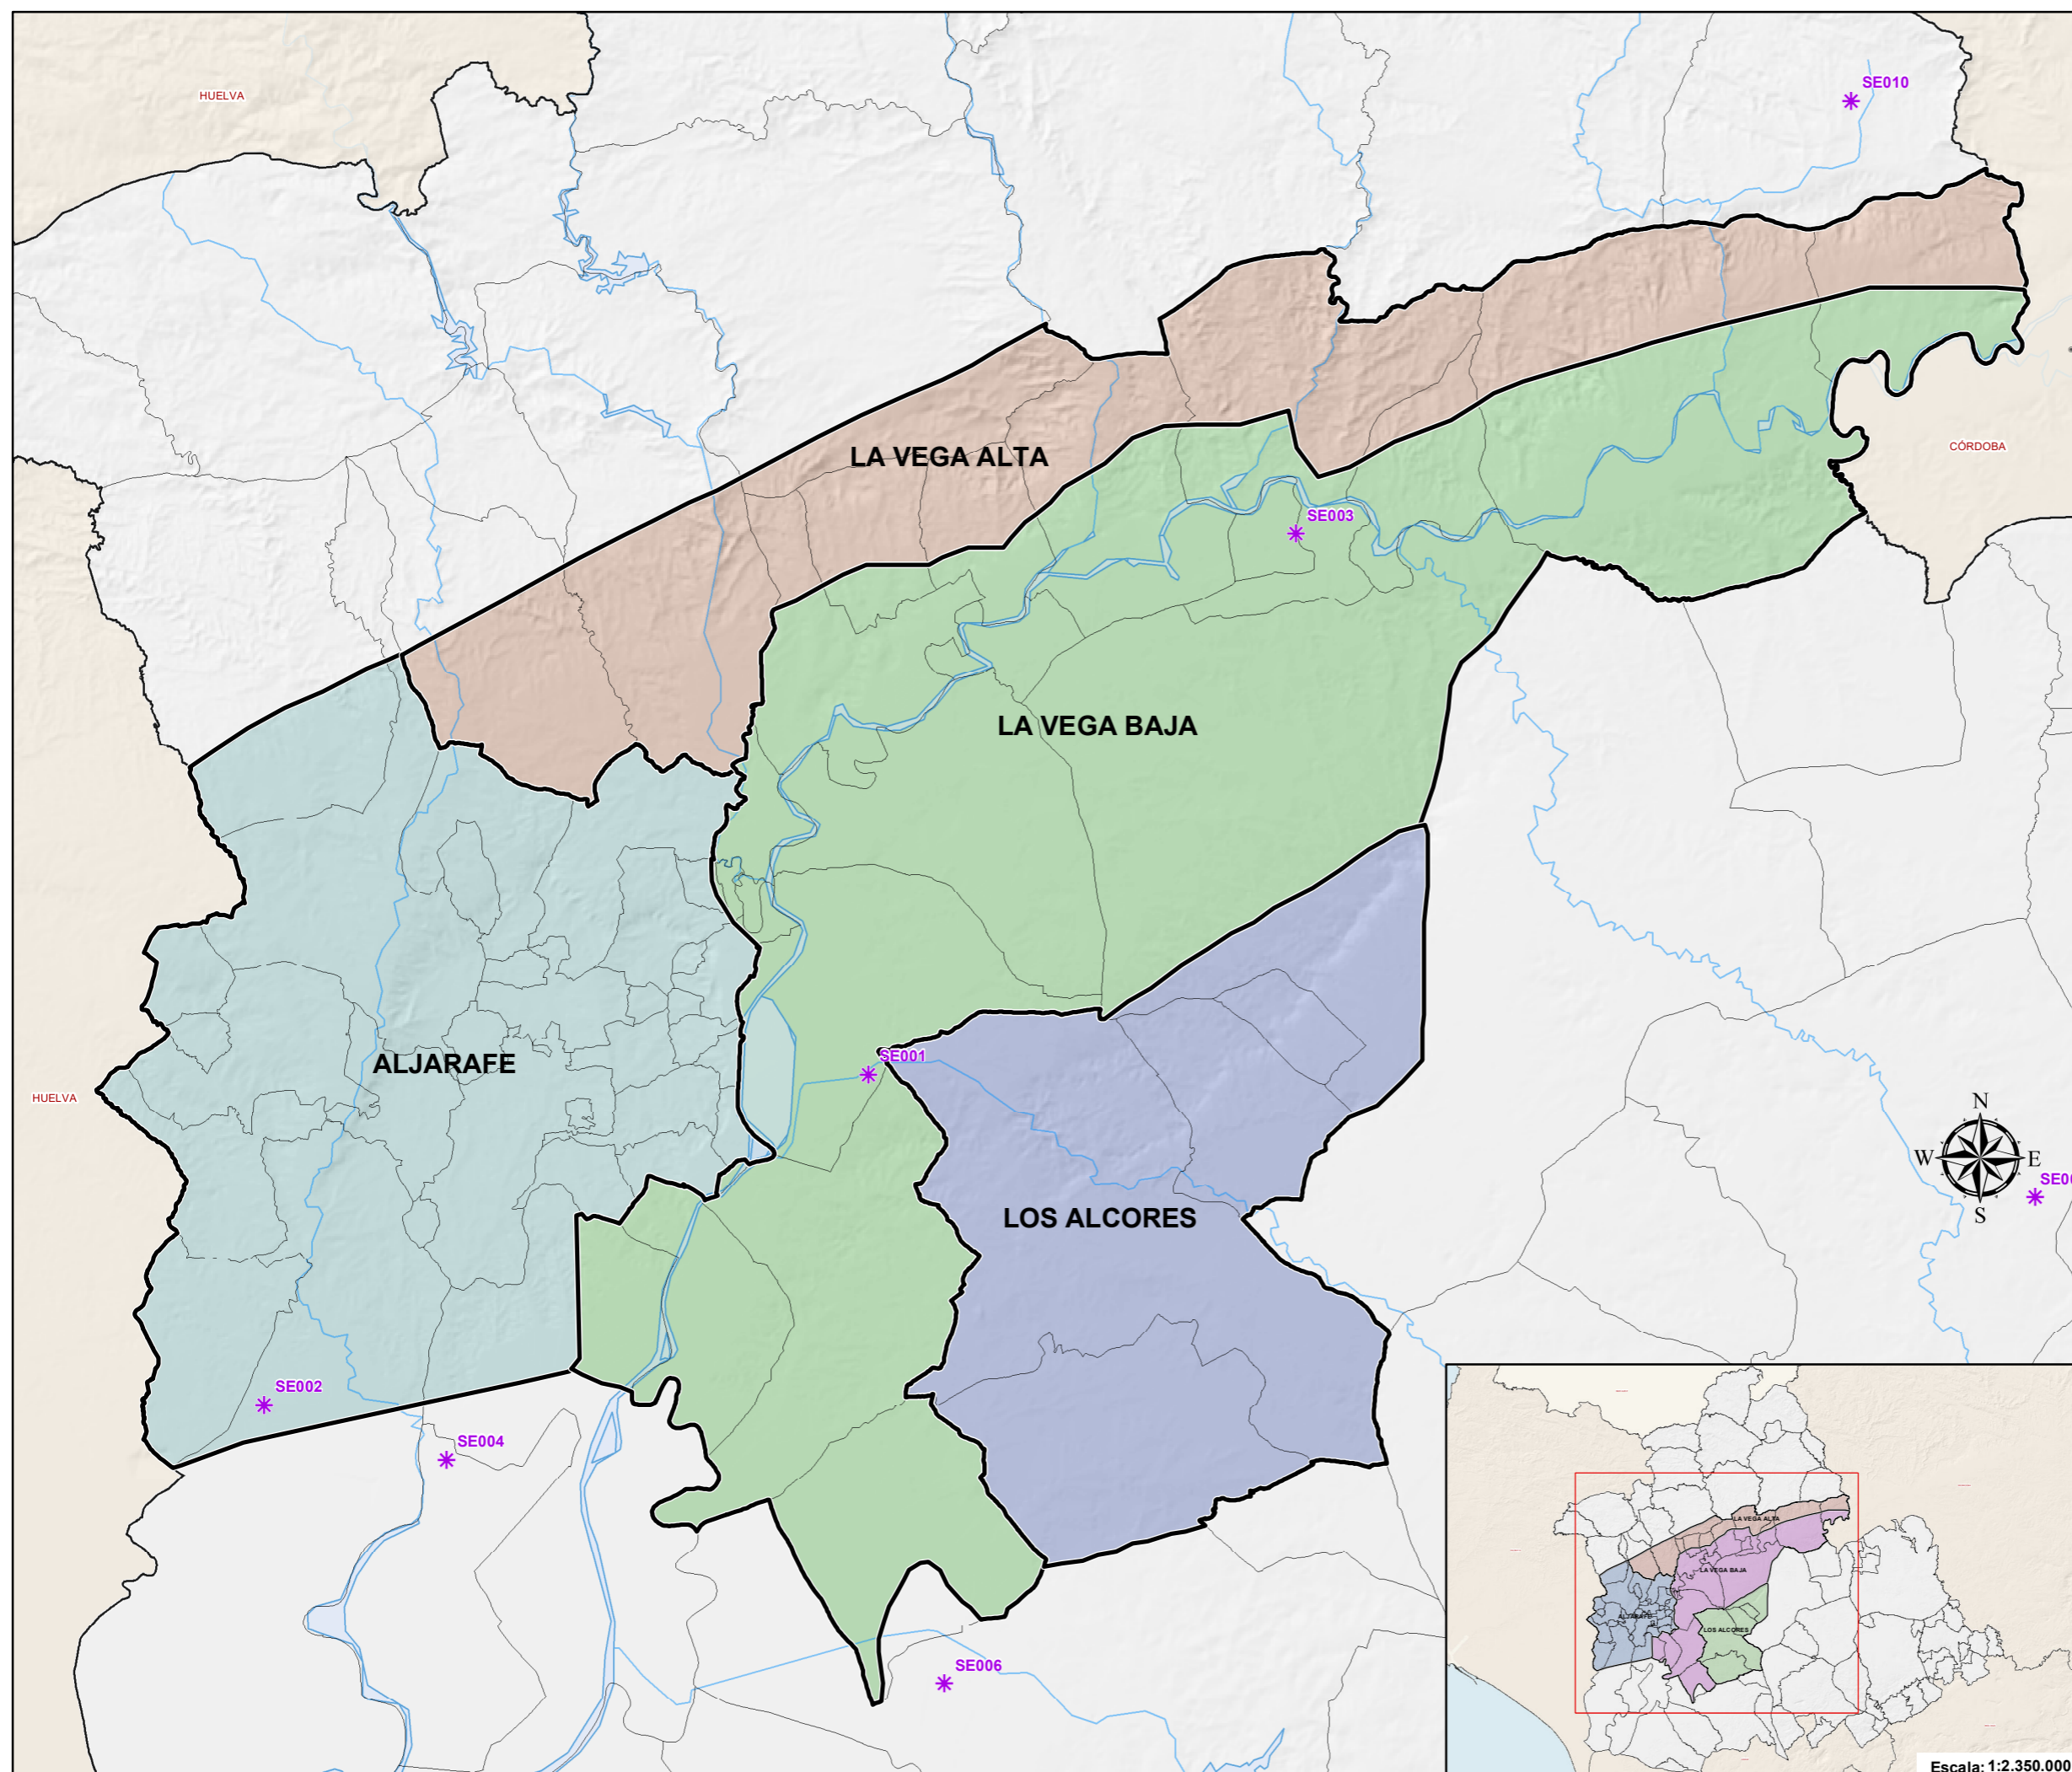 SE010
HUELVA
CÓRDOBA
LA VEGA ALTA
SE003
LA VEGA BAJA
SE001
ALJARAFE
HUELVA
N
W
E
S
LOS ALCORES
SE002
SE004
SE006
LA VEGA ALTA
LA VEGA BAJA
ALJARAFE
LOS ALCORES
Escala: 1:2.350.000